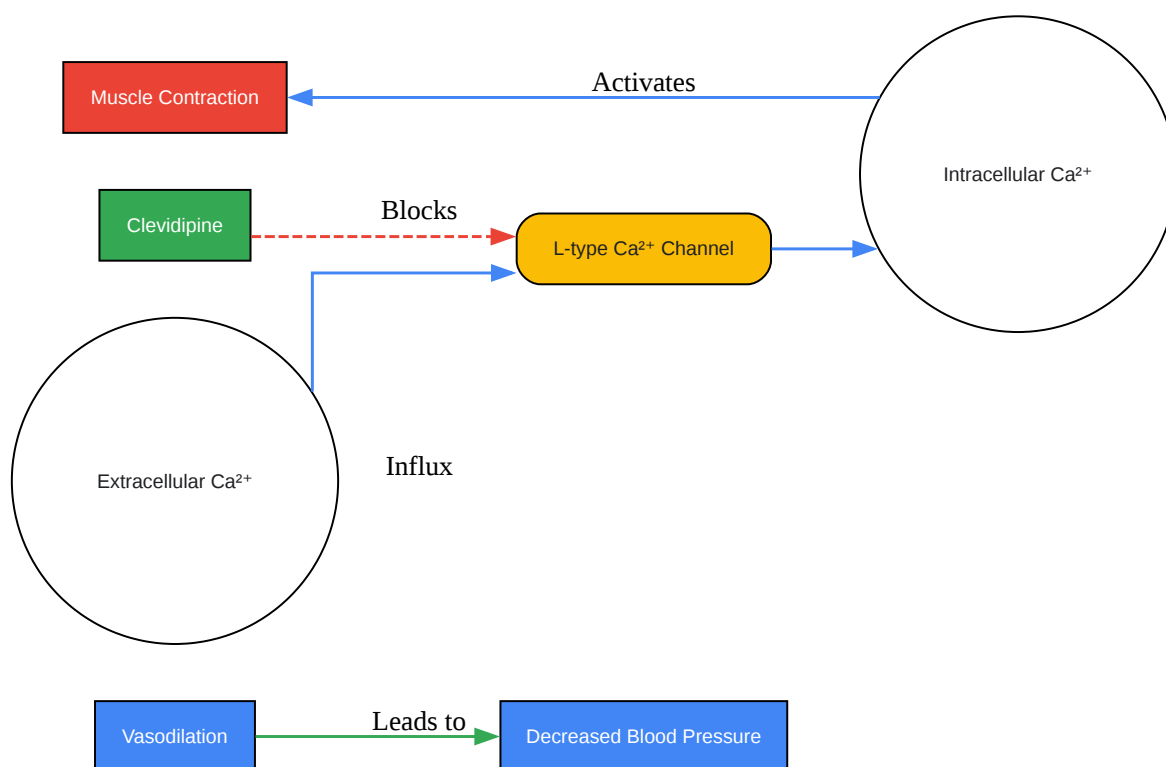 Activates
Muscle Contraction
Intracellular Ca²⁺
Clevidipine
Blocks
L-type Ca²⁺ Channel
Influx
Extracellular Ca²⁺
Vasodilation
Leads to
Decreased Blood Pressure